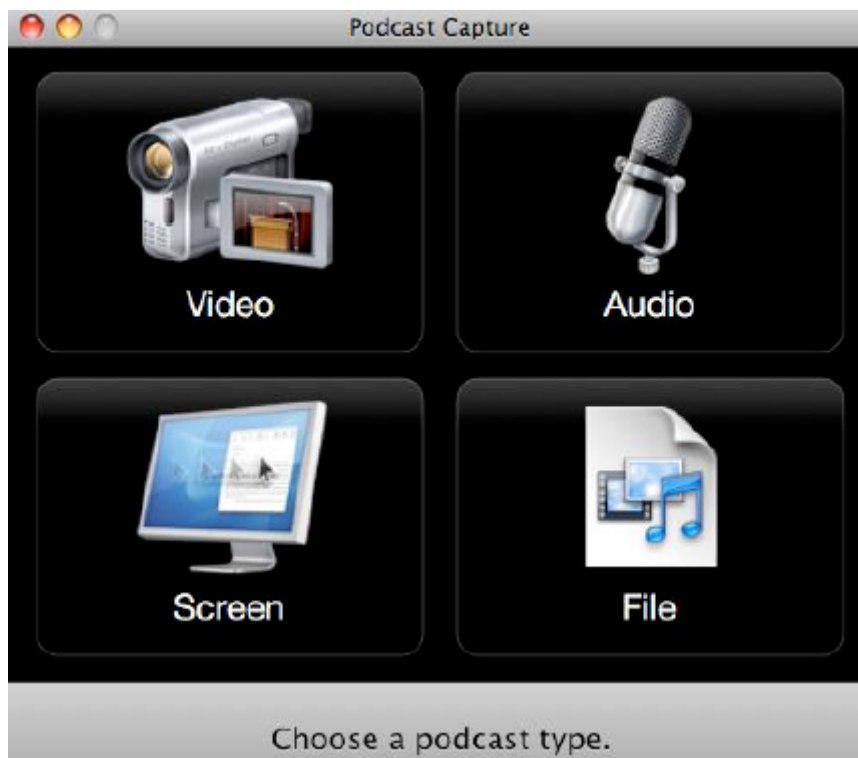 Podcast Capture
Video
Audio
Screen
File
Choose a podcast type.